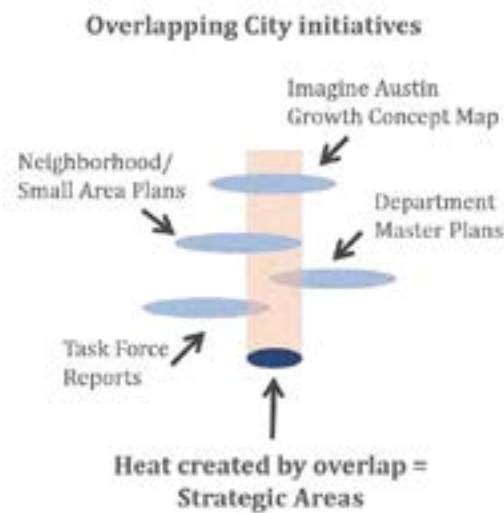 Overlapping City initiatives
Imagine Austin
Growth Concept Map
Neighborhood/
Small Area Plans
Department
Master Plans
Task Force
Reports
Heat created by overlap =
Strategic Areas